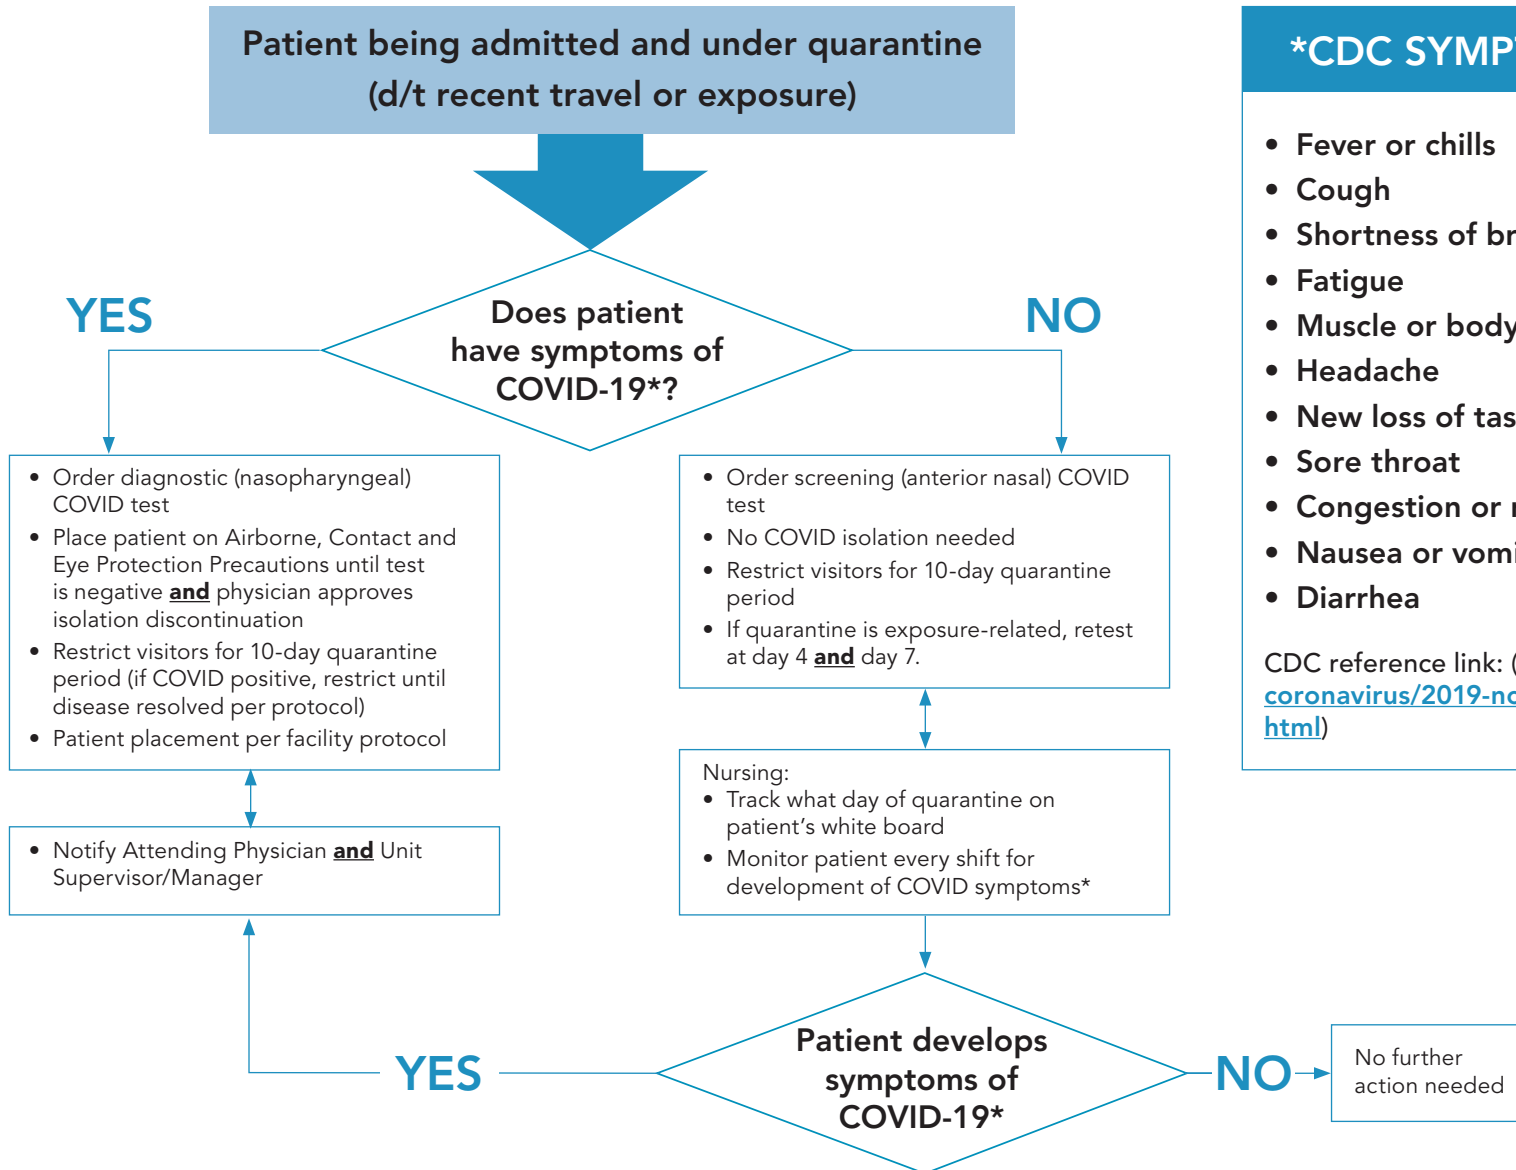 Patient being admitted and under quarantine
(d/t recent travel or exposure)
Does patient
have symptoms of
COVID-19*?
YES
NO
• Order diagnostic (nasopharyngeal)
COVID test
• Place patient on Airborne, Contact and
Eye Protection Precautions until test
is negative and physician approves
isolation discontinuation
• Restrict visitors for 10-day quarantine
period (if COVID positive, restrict until
disease resolved per protocol)
• Patient placement per facility protocol
• Notify Attending Physician and Unit
Supervisor/Manager
• Order screening (anterior nasal) COVID
test
• No COVID isolation needed
• Restrict visitors for 10-day quarantine
period
• If quarantine is exposure-related, retest
at day 4 and day 7.
Nursing:
• Track what day of quarantine on
patient's white board
• Monitor patient every shift for
development of COVID symptoms*
Patient develops
symptoms of
COVID-19*
YES
NO
No further
action needed
*CDC SYMP
• Fever or chills
• Cough
• Shortness of br
• Fatigue
• Muscle or body
• Headache
• New loss of tas
• Sore throat
• Congestion or
• Nausea or vomi
• Diarrhea
CDC reference link: (
coronavirus/2019-nc
html)